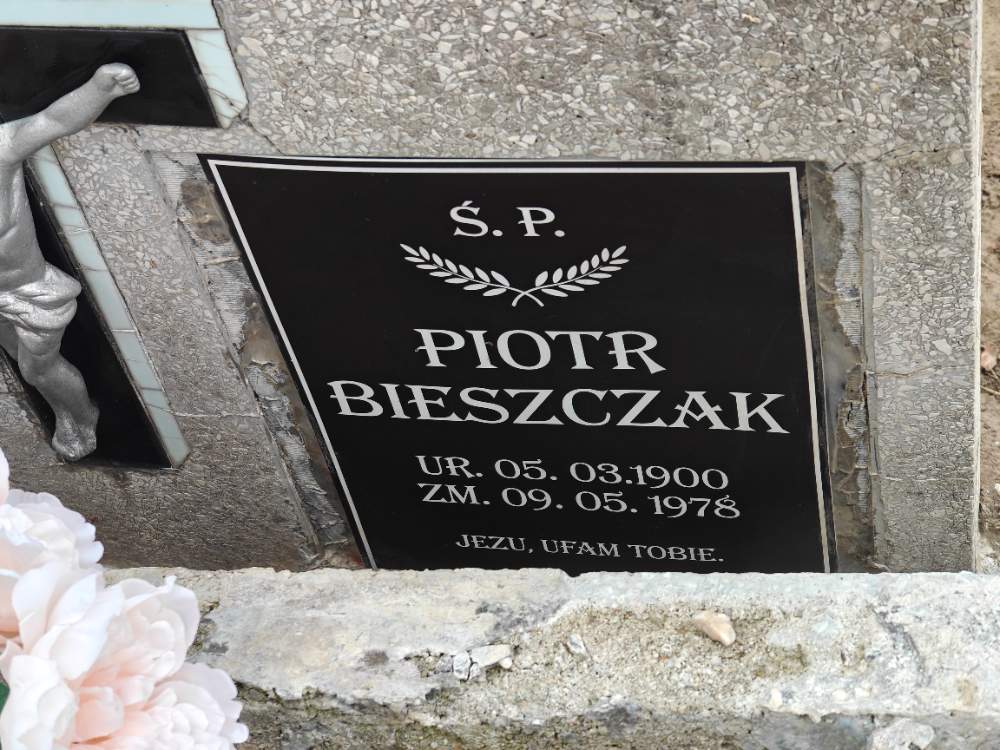 Ś. P.
PIOTR
BIESZCZAK
UR. 05. 03.1900
ZM. 09. 05. 1978
JEZU, UFAM TOBIE.